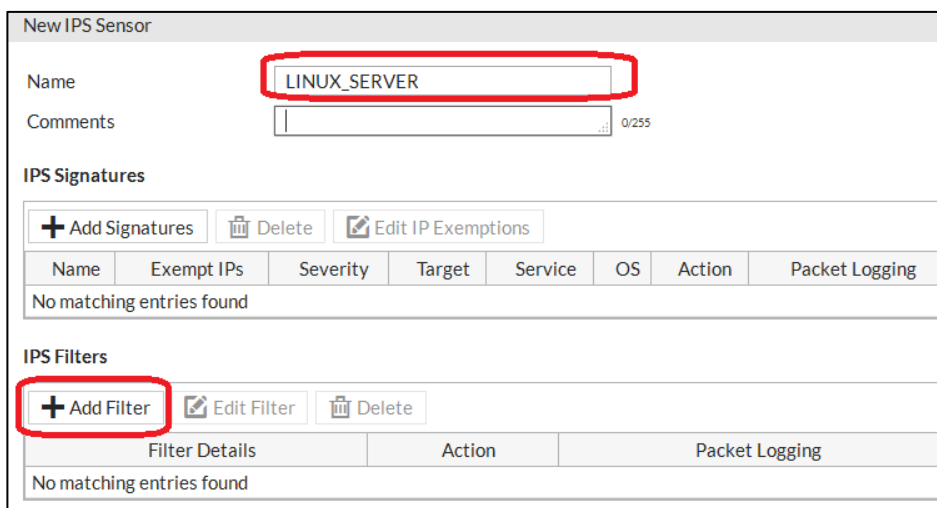 New IPS Sensor
Name LINUX_SERVER
Comments 0/255
IPS Signatures
Add Signatures Delete Edit IP Exemptions
Name Exempt IPs Severity Target Service OS Action Packet Logging
No matching entries found
IPS Filters
Add Filter Edit Filter Delete
Filter Details Action Packet Logging
No matching entries found